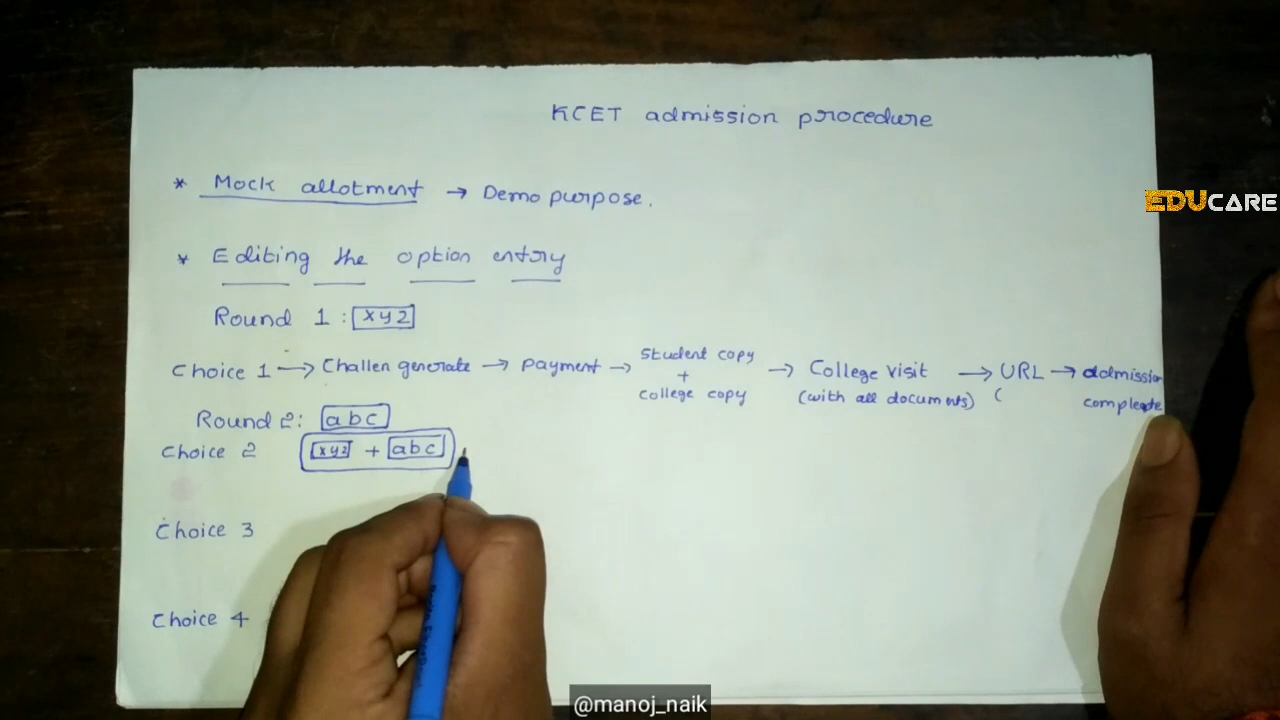 KCET admission procedure
* Mock allotment → Demo purpose.
EDUCARE
* Editing the option entry
Round 1 : xyz
Choice 1 → Challen generate → Payment → Student copy + College copy → College visit (with all documents) → URL → admission compleate
(
Round 2: abc
Choice 2 xyz + abc
Choice 3
Choice 4
@manoj_naik